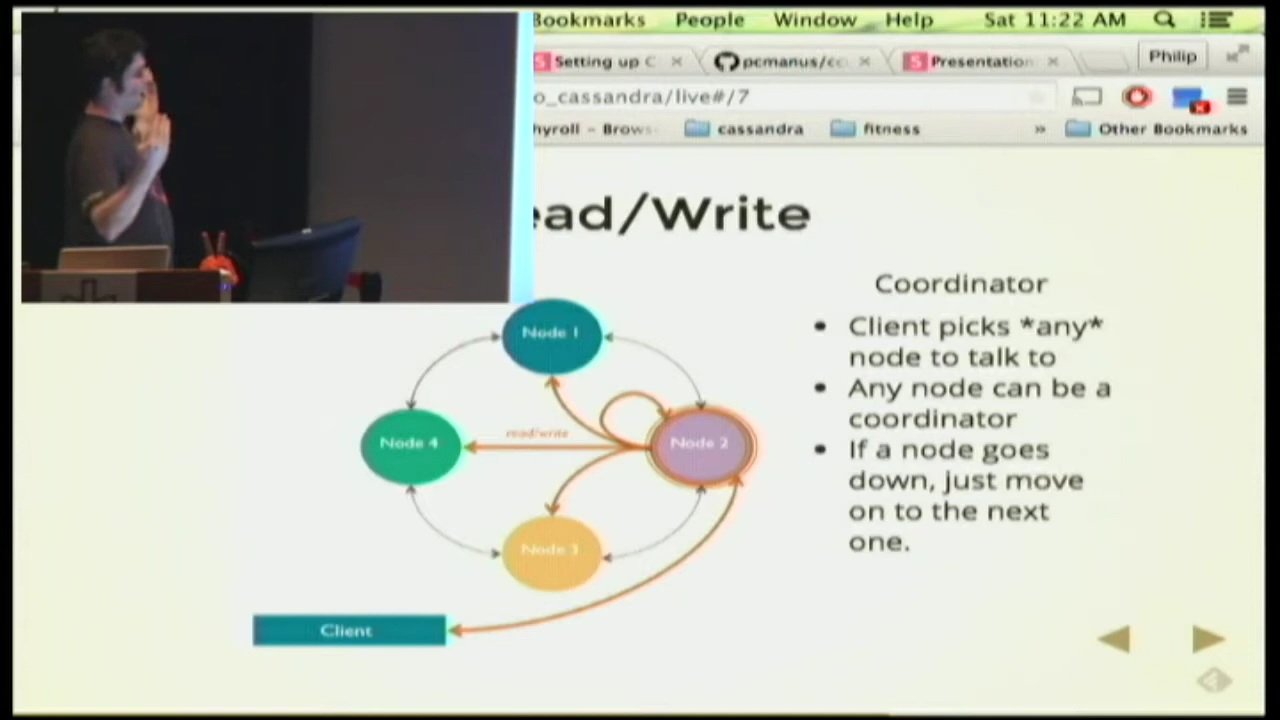 Bookmarks People Window Help Sat 11:22 AM
Setting up C
pcmanus/cc
Presentation
Philip
o_cassandra/live#/7
hyroll – Brows
cassandra
fitness
»
Other Bookmarks
ead/Write
Coordinator
• Client picks *any*
node to talk to
• Any node can be a
coordinator
• If a node goes
down, just move
on to the next
one.
Node 1
Node 4
read/write
Node 2
Node 3
Client